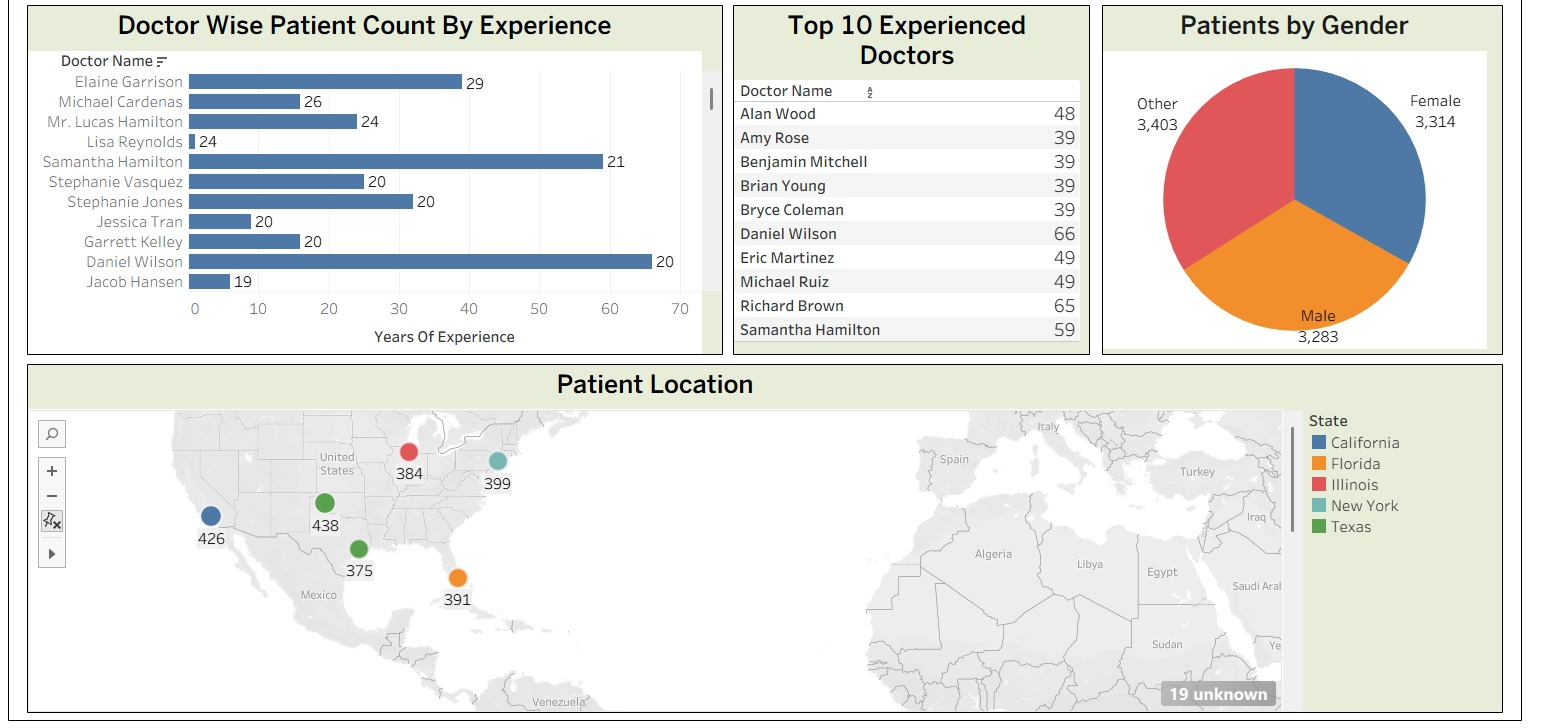 Doctor Wise Patient Count By Experience
Doctor Name
Elaine Garrison 29
Michael Cardenas 26
Mr. Lucas Hamilton 24
Lisa Reynolds 24
Samantha Hamilton 21
Stephanie Vasquez 20
Stephanie Jones 20
Jessica Tran 20
Garrett Kelley 20
Daniel Wilson 20
Jacob Hansen 19
0 10 20 30 40 50 60 70
Years Of Experience
Top 10 Experienced
Doctors
Doctor Name
Alan Wood 48
Amy Rose 39
Benjamin Mitchell 39
Brian Young 39
Bryce Coleman 39
Daniel Wilson 66
Eric Martinez 49
Michael Ruiz 49
Richard Brown 65
Samantha Hamilton 59
Patients by Gender
Other
3,403
Female
3,314
Male
3,283
Patient Location
United
States
Mexico
Venezuela
384
399
438
426
375
391
Italy
Spain
Turkey
Iraq
Algeria
Libya
Egypt
Saudi Aral
Sudan
Ye
19 unknown
State
California
Florida
Illinois
New York
Texas